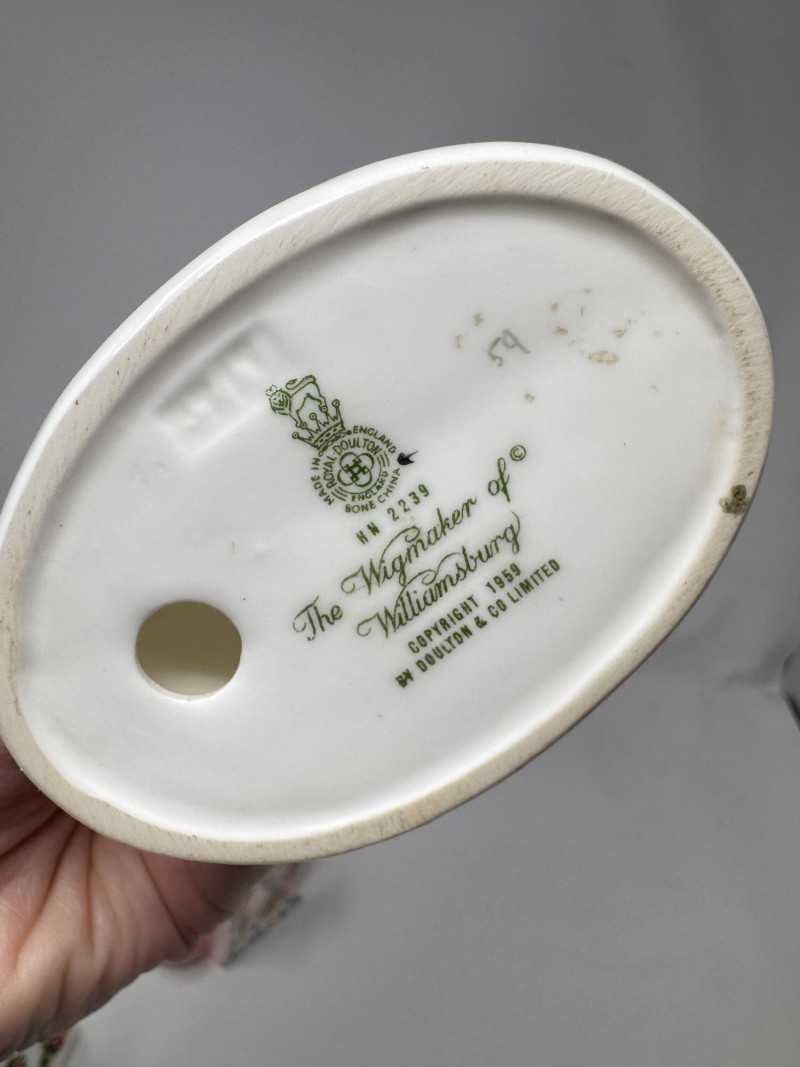 59
MADE IN ENGLAND
ROYAL·DOULTON
ENGLAND
BONE CHINA
HN 2239
The Wigmaker of ©
Williamsburg
COPYRIGHT 1959
BY DOULTON & CO LIMITED